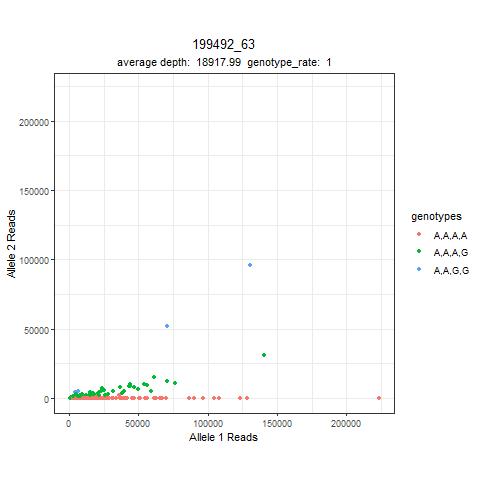 199492_63
average depth: 18917.99 genotype_rate: 1
200000
150000
100000
50000
0
Allele 2 Reads
0 50000 100000 150000 200000
Allele 1 Reads
genotypes
A,A,A,A
A,A,A,G
A,A,G,G